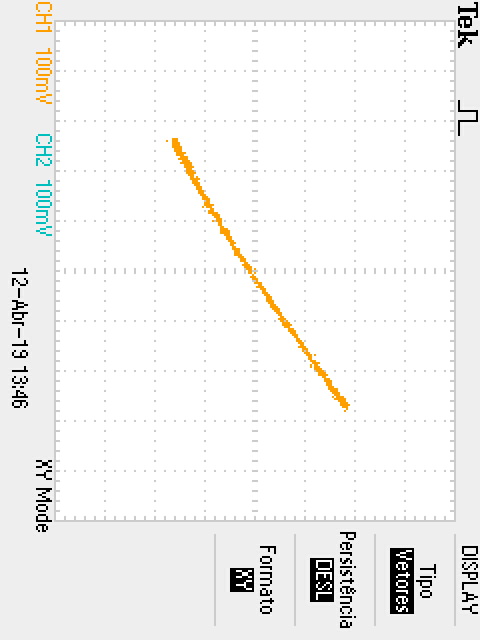 Tek
DISPLAY
Tipo
Vetores
Persistência
DESL
Formato
XY
CH1 100mV CH2 100mV XY Mode
12-Abr-19 13:46